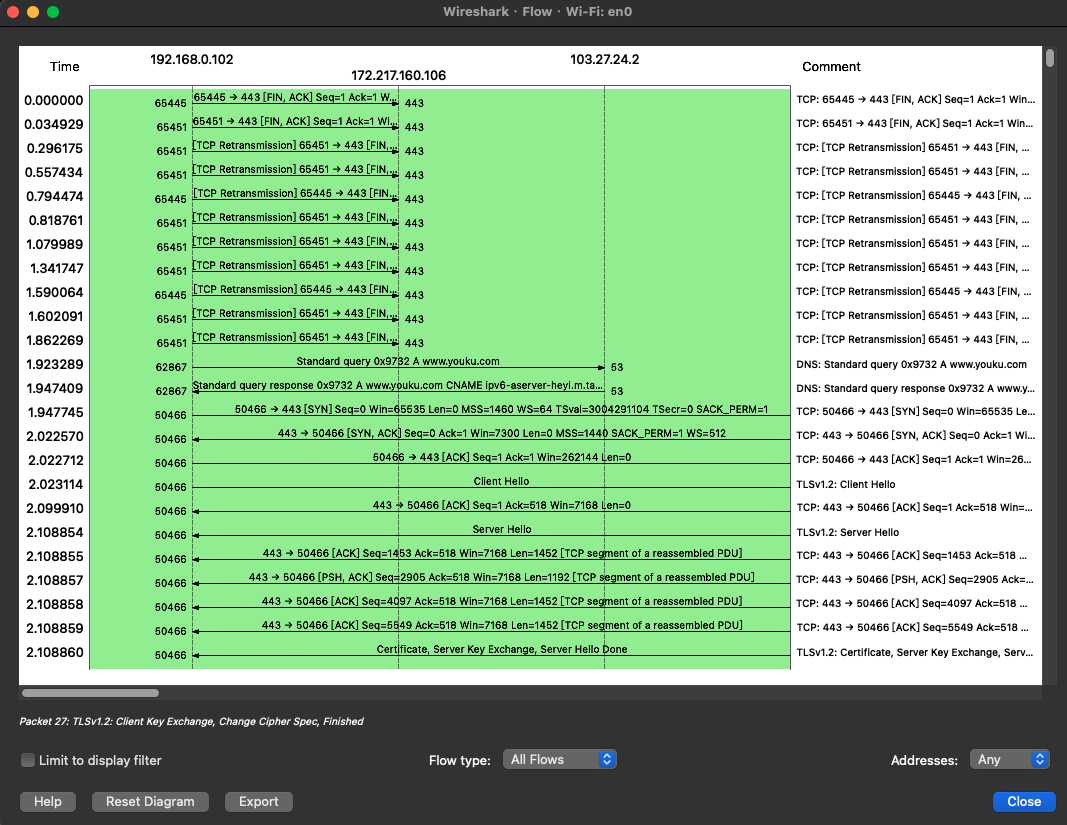 Wireshark · Flow · Wi-Fi: en0
192.168.0.102 103.27.24.2
Time 172.217.160.106 Comment
0.000000 65445 65445 → 443 [FIN, ACK] Seq=1 Ack=1 W... 443 TCP: 65445 → 443 [FIN, ACK] Seq=1 Ack=1 Win...
0.034929 65451 65451 → 443 [FIN, ACK] Seq=1 Ack=1 Wi... 443 TCP: 65451 → 443 [FIN, ACK] Seq=1 Ack=1 Win...
0.296175 65451 [TCP Retransmission] 65451 → 443 [FIN,... 443 TCP: [TCP Retransmission] 65451 → 443 [FIN, ...
0.557434 65451 [TCP Retransmission] 65451 → 443 [FIN,... 443 TCP: [TCP Retransmission] 65451 → 443 [FIN, ...
0.794474 65445 [TCP Retransmission] 65445 → 443 [FIN... 443 TCP: [TCP Retransmission] 65445 → 443 [FIN, ...
0.818761 65451 [TCP Retransmission] 65451 → 443 [FIN,... 443 TCP: [TCP Retransmission] 65451 → 443 [FIN, ...
1.079989 65451 [TCP Retransmission] 65451 → 443 [FIN,... 443 TCP: [TCP Retransmission] 65451 → 443 [FIN, ...
1.341747 65451 [TCP Retransmission] 65451 → 443 [FIN,... 443 TCP: [TCP Retransmission] 65451 → 443 [FIN, ...
1.590064 65445 [TCP Retransmission] 65445 → 443 [FIN... 443 TCP: [TCP Retransmission] 65445 → 443 [FIN, ...
1.602091 65451 [TCP Retransmission] 65451 → 443 [FIN,... 443 TCP: [TCP Retransmission] 65451 → 443 [FIN, ...
1.862269 65451 [TCP Retransmission] 65451 → 443 [FIN,... 443 TCP: [TCP Retransmission] 65451 → 443 [FIN, ...
1.923289 62867 Standard query 0x9732 A www.youku.com 53 DNS: Standard query 0x9732 A www.youku.com
1.947409 62867 Standard query response 0x9732 A www.youku.com CNAME ipv6-aserver-heyi.m.ta... 53 DNS: Standard query response 0x9732 A www.y...
1.947745 50466 50466 → 443 [SYN] Seq=0 Win=65535 Len=0 MSS=1460 WS=64 TSval=3004291104 TSecr=0 SACK_PERM=1 TCP: 50466 → 443 [SYN] Seq=0 Win=65535 Le...
2.022570 50466 443 → 50466 [SYN, ACK] Seq=0 Ack=1 Win=7300 Len=0 MSS=1440 SACK_PERM=1 WS=512 TCP: 443 → 50466 [SYN, ACK] Seq=0 Ack=1 Wi...
2.022712 50466 50466 → 443 [ACK] Seq=1 Ack=1 Win=262144 Len=0 TCP: 50466 → 443 [ACK] Seq=1 Ack=1 Win=26...
2.023114 50466 Client Hello TLSv1.2: Client Hello
2.099910 50466 443 → 50466 [ACK] Seq=1 Ack=518 Win=7168 Len=0 TCP: 443 → 50466 [ACK] Seq=1 Ack=518 Win=...
2.108854 50466 Server Hello TLSv1.2: Server Hello
2.108855 50466 443 → 50466 [ACK] Seq=1453 Ack=518 Win=7168 Len=1452 [TCP segment of a reassembled PDU] TCP: 443 → 50466 [ACK] Seq=1453 Ack=518 ...
2.108857 50466 443 → 50466 [PSH, ACK] Seq=2905 Ack=518 Win=7168 Len=1192 [TCP segment of a reassembled PDU] TCP: 443 → 50466 [PSH, ACK] Seq=2905 Ack=...
2.108858 50466 443 → 50466 [ACK] Seq=4097 Ack=518 Win=7168 Len=1452 [TCP segment of a reassembled PDU] TCP: 443 → 50466 [ACK] Seq=4097 Ack=518 ...
2.108859 50466 443 → 50466 [ACK] Seq=5549 Ack=518 Win=7168 Len=1452 [TCP segment of a reassembled PDU] TCP: 443 → 50466 [ACK] Seq=5549 Ack=518 ...
2.108860 50466 Certificate, Server Key Exchange, Server Hello Done TLSv1.2: Certificate, Server Key Exchange, Serv...
Packet 27: TLSv1.2: Client Key Exchange, Change Cipher Spec, Finished
Limit to display filter Flow type: All Flows Addresses: Any
Help Reset Diagram Export Close